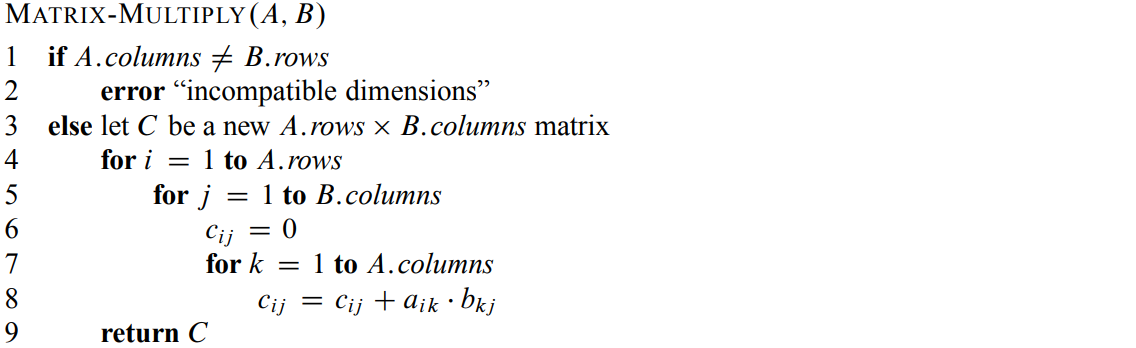 MATRIX-MULTIPLY(A, B)
1 if A.columns ≠ B.rows
2 error “incompatible dimensions”
3 else let C be a new A.rows × B.columns matrix
4 for i = 1 to A.rows
5 for j = 1 to B.columns
6 cij = 0
7 for k = 1 to A.columns
8 cij = cij + aik · bkj
9 return C